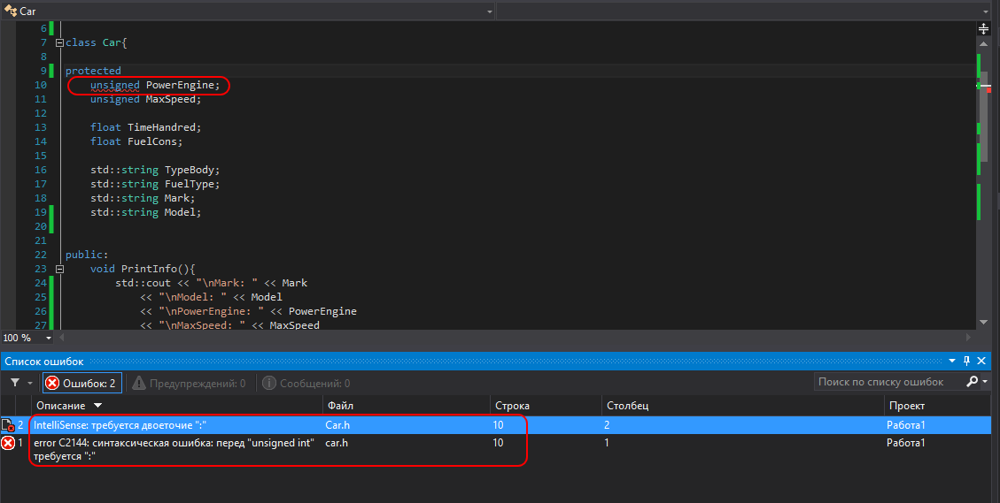 Car
6
7 class Car{
8
9 protected
10 unsigned PowerEngine;
11 unsigned MaxSpeed;
12
13 float TimeHandred;
14 float FuelCons;
15
16 std::string TypeBody;
17 std::string FuelType;
18 std::string Mark;
19 std::string Model;
20
21
22 public:
23 void PrintInfo(){
24 std::cout << "\nMark: " << Mark
25 << "\nModel: " << Model
26 << "\nPowerEngine: " << PowerEngine
27 << "\nMaxSpeed: " << MaxSpeed
100 %
Список ошибок
Ошибок: 2 Предупреждений: 0 Сообщений: 0 Поиск по списку ошибок
Описание Файл Строка Столбец Проект
2 IntelliSense: требуется двоеточие ":" Car.h 10 2 Работа1
1 error C2144: синтаксическая ошибка: перед "unsigned int" car.h 10 1 Работа1
требуется ":"